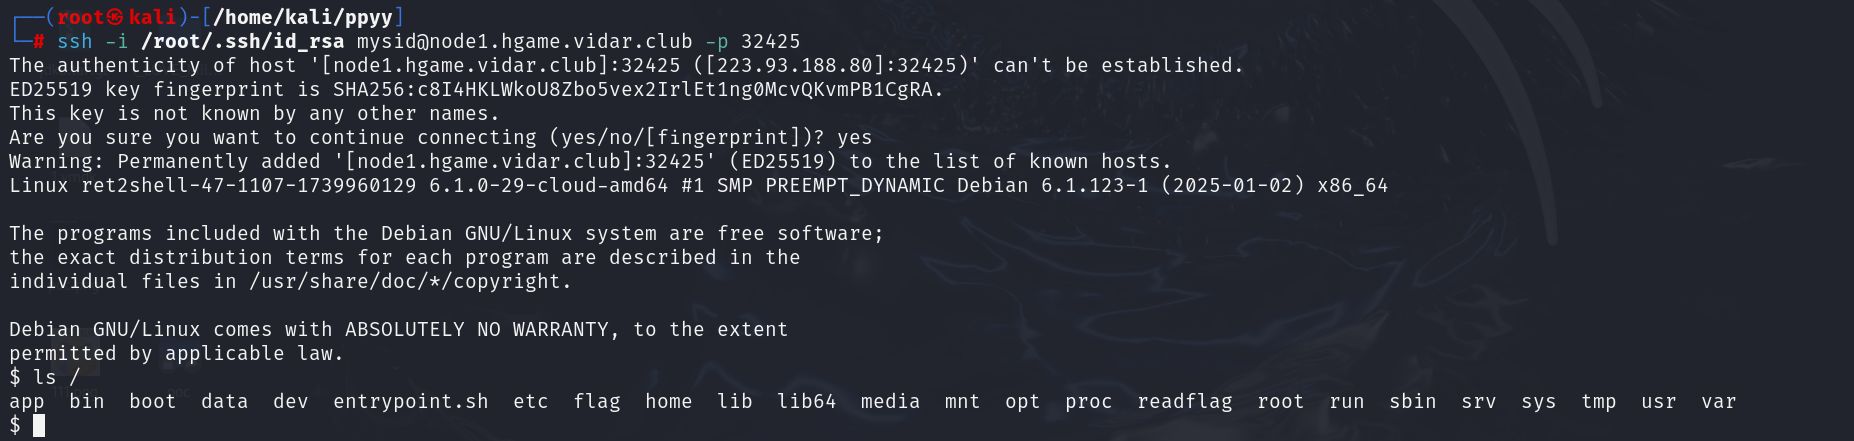 ┌──(root㉿kali)-[/home/kali/ppyy]
└─# ssh -i /root/.ssh/id_rsa mysid@node1.hgame.vidar.club -p 32425
The authenticity of host '[node1.hgame.vidar.club]:32425 ([223.93.188.80]:32425)' can't be established.
ED25519 key fingerprint is SHA256:c8I4HKLWkoU8Zbo5vex2IrlEt1ng0McvQKvmPB1CgRA.
This key is not known by any other names.
Are you sure you want to continue connecting (yes/no/[fingerprint])? yes
Warning: Permanently added '[node1.hgame.vidar.club]:32425' (ED25519) to the list of known hosts.
Linux ret2shell-47-1107-1739960129 6.1.0-29-cloud-amd64 #1 SMP PREEMPT_DYNAMIC Debian 6.1.123-1 (2025-01-02) x86_64
The programs included with the Debian GNU/Linux system are free software;
the exact distribution terms for each program are described in the
individual files in /usr/share/doc/*/copyright.
Debian GNU/Linux comes with ABSOLUTELY NO WARRANTY, to the extent
permitted by applicable law.
$ ls /
app  bin  boot  data  dev  entrypoint.sh  etc  flag  home  lib  lib64  media  mnt  opt  proc  readflag  root  run  sbin  srv  sys  tmp  usr  var
$